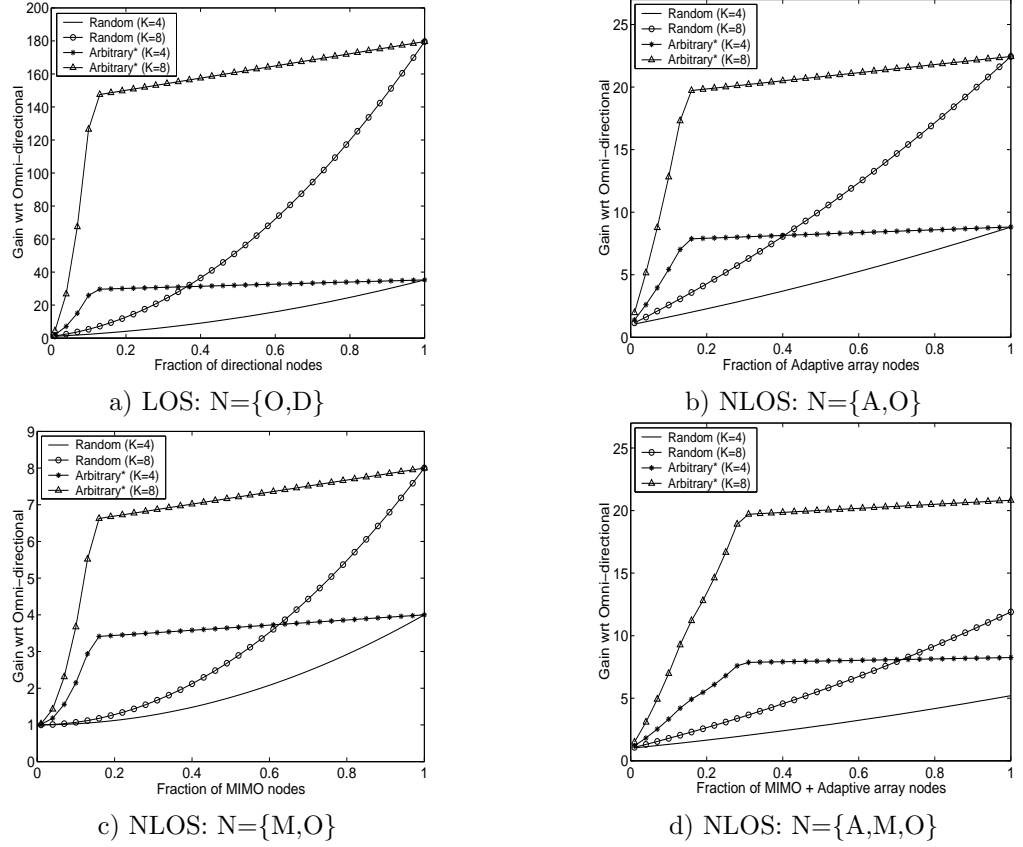 Random (K=4)
Random (K=8)
Arbitrary* (K=4)
Arbitrary* (K=8)
Gain wrt Omni-directional
200
180
160
140
120
100
80
60
40
20
0
0.2
0.4
0.6
0.8
1
Fraction of directional nodes
a) LOS: N={O,D}
Random (K=4)
Random (K=8)
Arbitrary* (K=4)
Arbitrary* (K=8)
Gain wrt Omni-directional
25
20
15
10
5
0
0
0.2
0.4
0.6
0.8
1
Fraction of Adaptive array nodes
b) NLOS: N={A,O}
Random (K=4)
Random (K=8)
Arbitrary* (K=4)
Arbitrary* (K=8)
Gain wrt Omni-directional
9
8
7
6
5
4
3
2
1
0
0
0.2
0.4
0.6
0.8
1
Fraction of MIMO nodes
c) NLOS: N={M,O}
Random (K=4)
Random (K=8)
Arbitrary* (K=4)
Arbitrary* (K=8)
Gain wrt Omni-directional
25
20
15
10
5
0
0
0.2
0.4
0.6
0.8
1
Fraction of MIMO + Adaptive array nodes
d) NLOS: N={A,M,O}